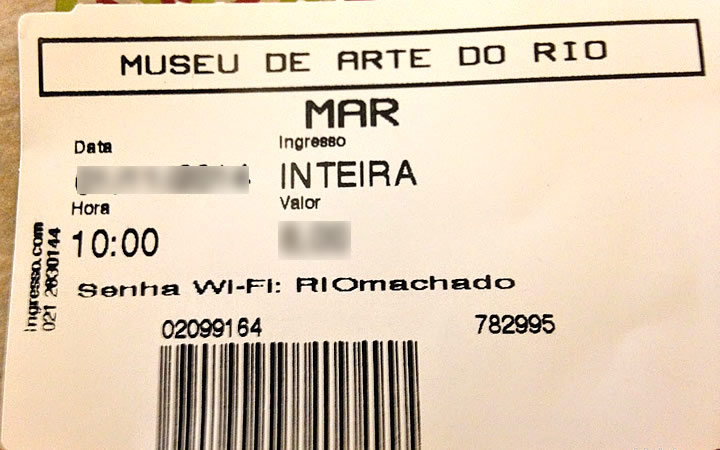 MUSEU DE ARTE DO RIO
MAR
Data
Ingresso
INTEIRA
Hora
Valor
10:00
Senha Wi-Fi: RIOmachado
02099164 782995
ingresso.com
021 2630144